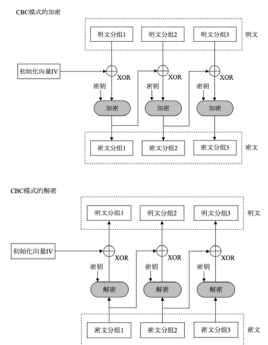 CBC模式的加密
明文分组1 明文分组2 明文分组3 明文
初始化向量IV
XOR XOR XOR
密钥 密钥 密钥
加密 加密 加密
密文分组1 密文分组2 密文分组3 密文
CBC模式的解密
明文分组1 明文分组2 明文分组3 明文
初始化向量IV
XOR XOR XOR
密钥 密钥 密钥
解密 解密 解密
密文分组1 密文分组2 密文分组3 密文